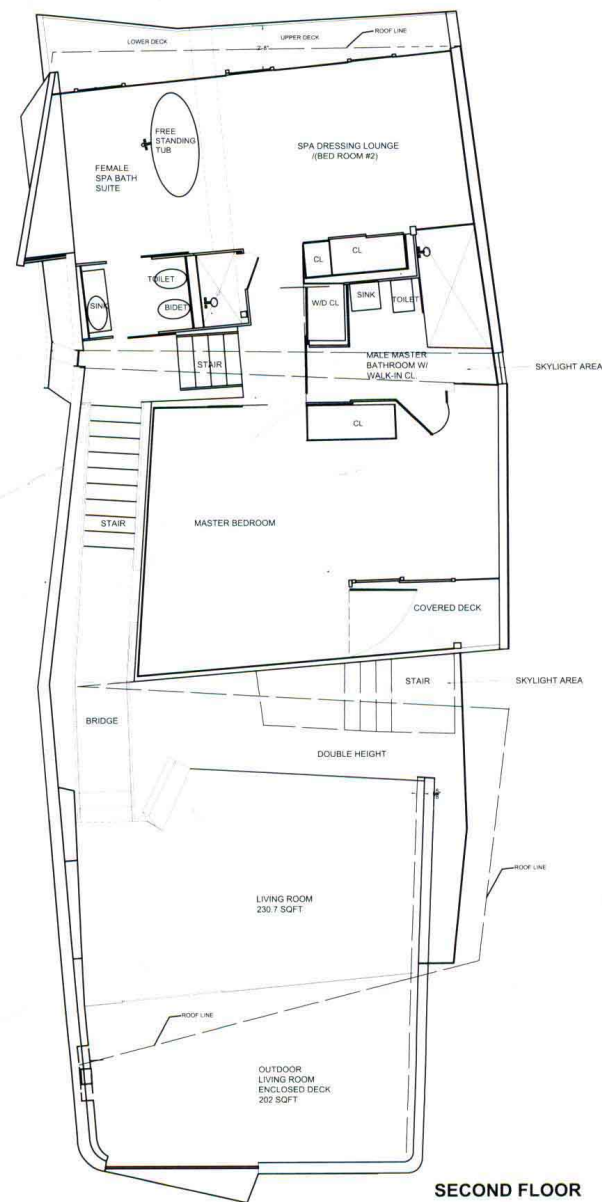 LOWER DECK
UPPER DECK
ROOF LINE
2'-6"
FREE
STANDING
TUB
SPA DRESSING LOUNGE
/(BED ROOM #2)
FEMALE
SPA BATH
SUITE
CL
CL
TOILET
SINK
BIDET
W/D CL
SINK
TOILET
STAIR
MALE MASTER
BATHROOM W/
WALK-IN CL.
SKYLIGHT AREA
CL
STAIR
MASTER BEDROOM
COVERED DECK
STAIR
SKYLIGHT AREA
BRIDGE
DOUBLE HEIGHT
ROOF LINE
LIVING ROOM
230.7 SQFT
ROOF LINE
OUTDOOR
LIVING ROOM
ENCLOSED DECK
202 SQFT
SECOND FLOOR